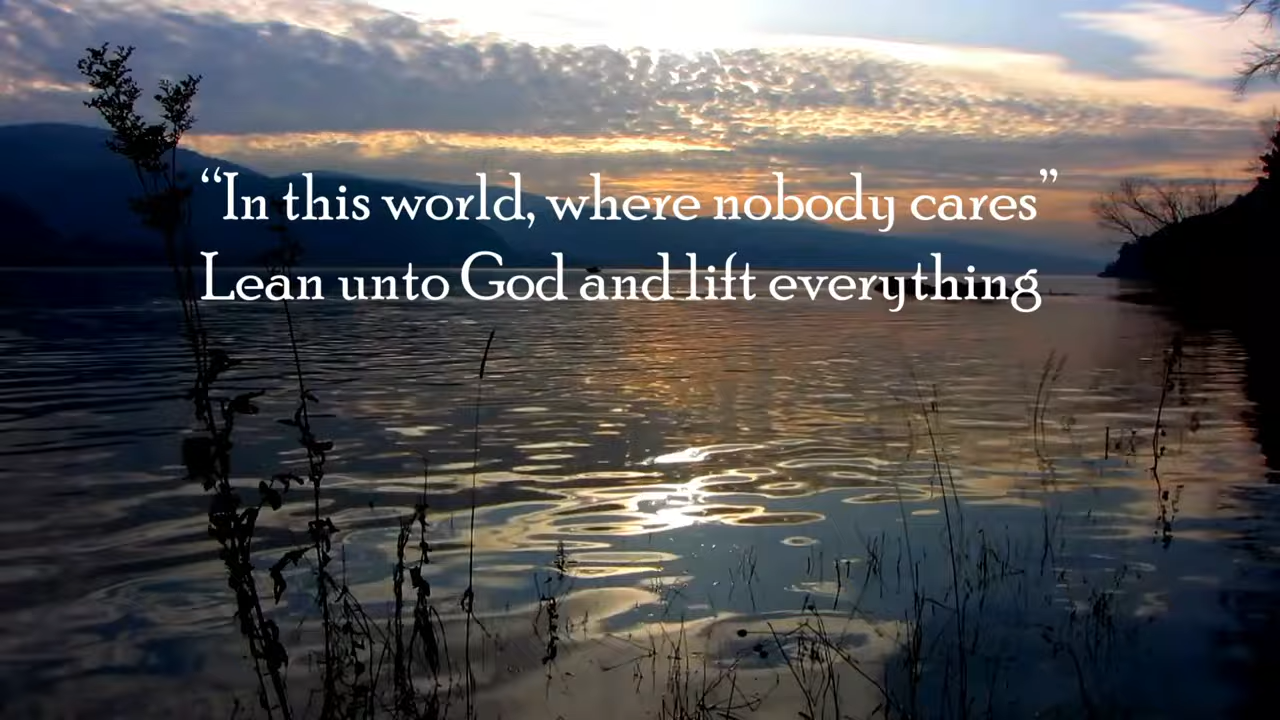 “In this world, where nobody cares”
Lean unto God and lift everything